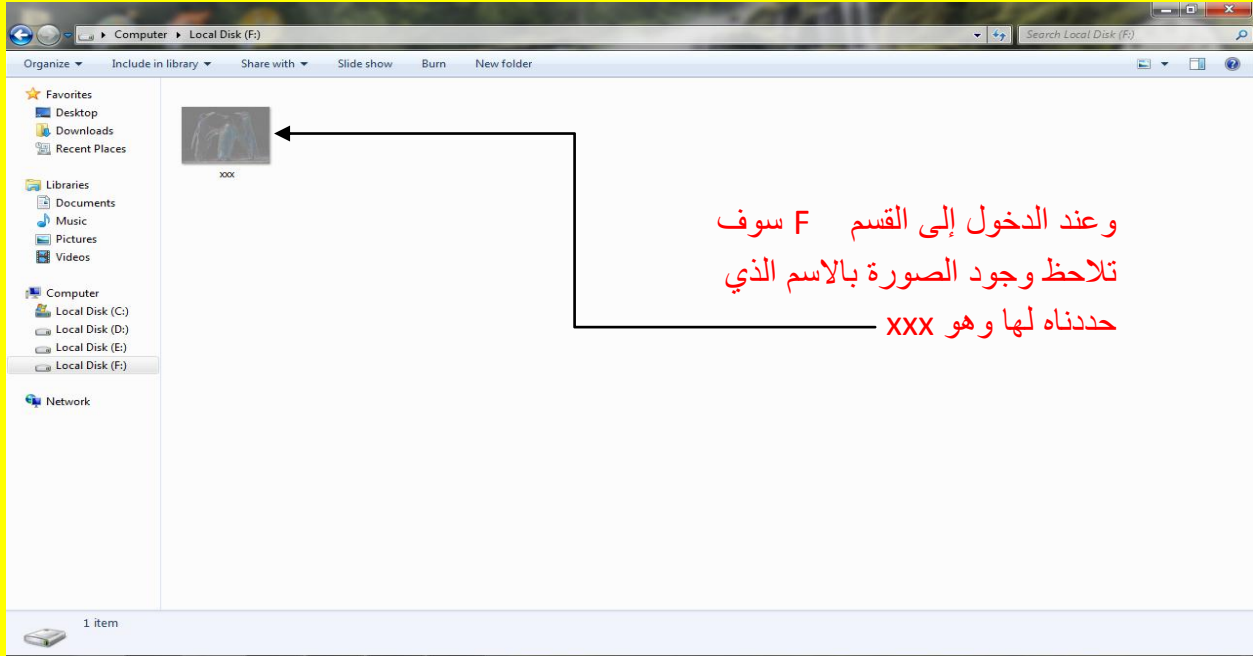 Computer ▸ Local Disk (F:)
Search Local Disk (F:)
Organize
Include in library
Share with
Slide show
Burn
New folder
Favorites
Desktop
Downloads
Recent Places
Libraries
Documents
Music
Pictures
Videos
Computer
Local Disk (C:)
Local Disk (D:)
Local Disk (E:)
Local Disk (F:)
Network
xxx
وعند الدخول إلى القسم F سوف
تلاحظ وجود الصورة بالاسم الذي
حددناه لها وهو xxx
1 item